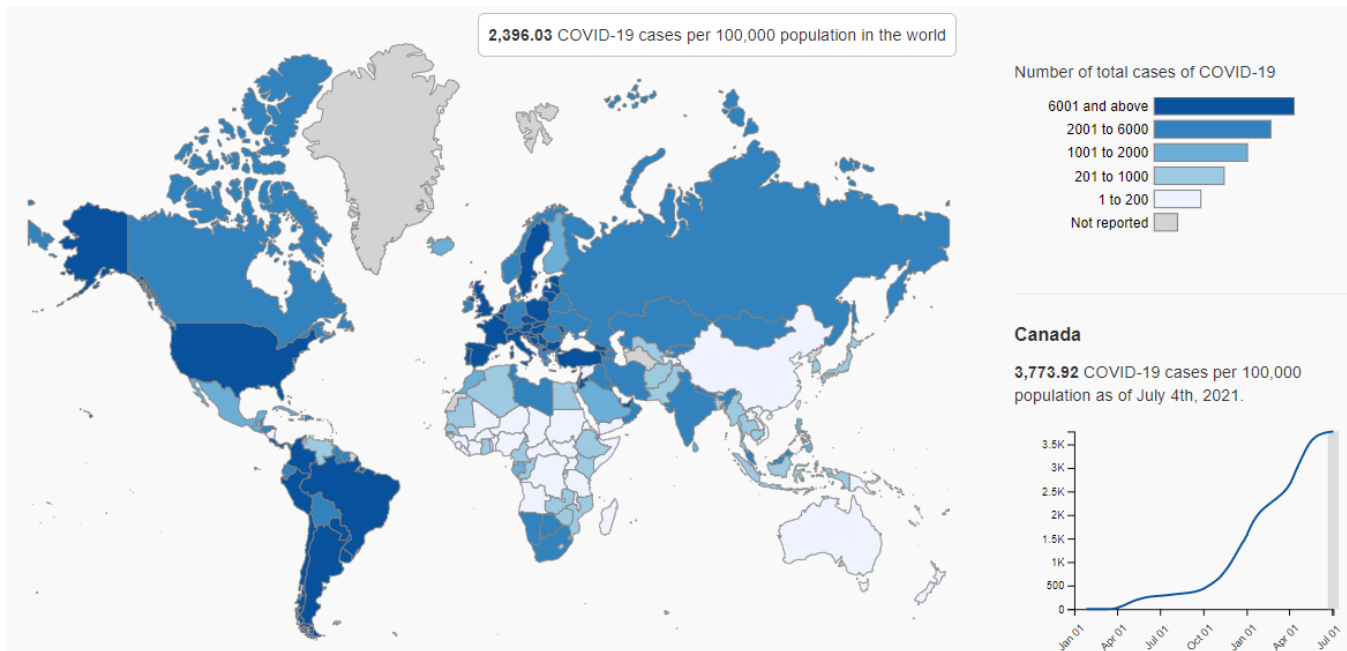 2,396.03 COVID-19 cases per 100,000 population in the world
Number of total cases of COVID-19
6001 and above
2001 to 6000
1001 to 2000
201 to 1000
1 to 200
Not reported
Canada
3,773.92 COVID-19 cases per 100,000
population as of July 4th, 2021.
3.5K
3K
2.5K
2K
1.5K
1K
500
0
Jan 01
Apr 01
Jul 01
Oct 01
Jan 01
Apr 01
Jul 01